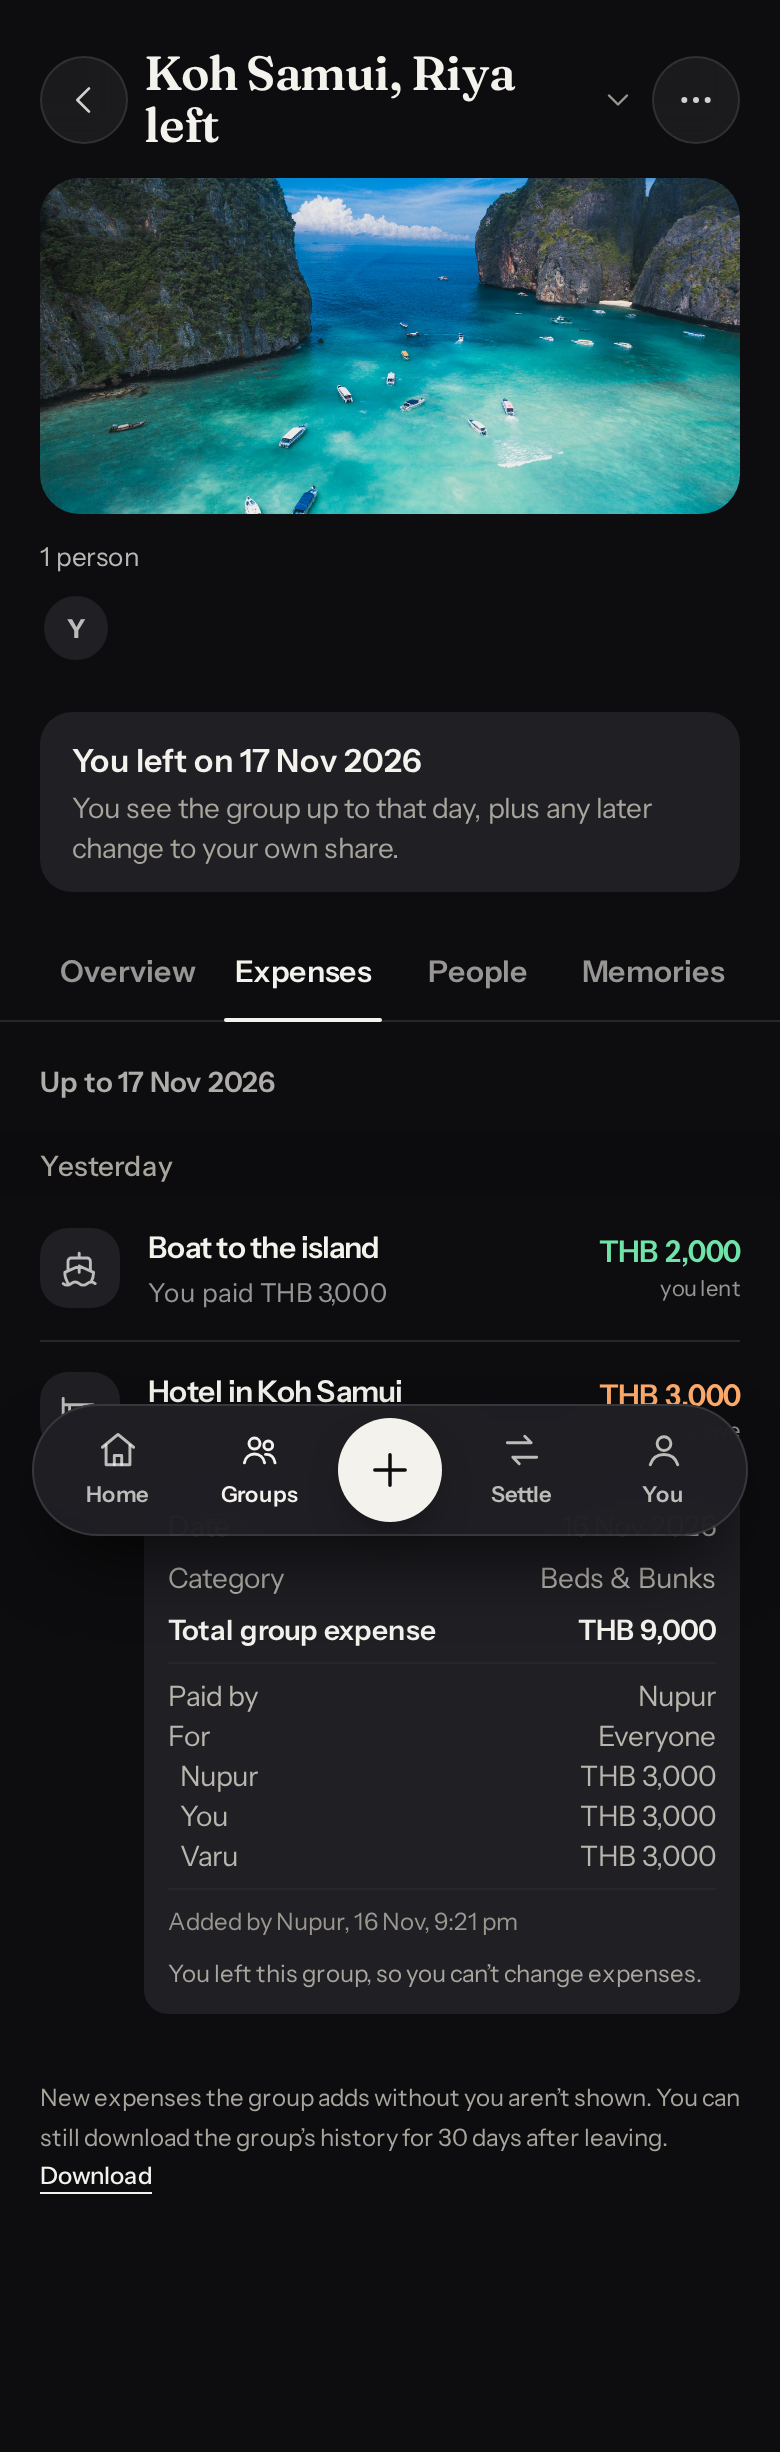 Koh Samui, Riya
left
1 person
Y
You left on 17 Nov 2026
You see the group up to that day, plus any later
change to your own share.
Overview Expenses People Memories
Up to 17 Nov 2026
Yesterday
Boat to the island THB 2,000
You paid THB 3,000 you lent
Hotel in Koh Samui THB 3,000
Home Groups Settle You
Date 16 Nov 2026
Category Beds & Bunks
Total group expense THB 9,000
Paid by Nupur
For Everyone
Nupur THB 3,000
You THB 3,000
Varu THB 3,000
Added by Nupur, 16 Nov, 9:21 pm
You left this group, so you can’t change expenses.
New expenses the group adds without you aren’t shown. You can
still download the group’s history for 30 days after leaving.
Download